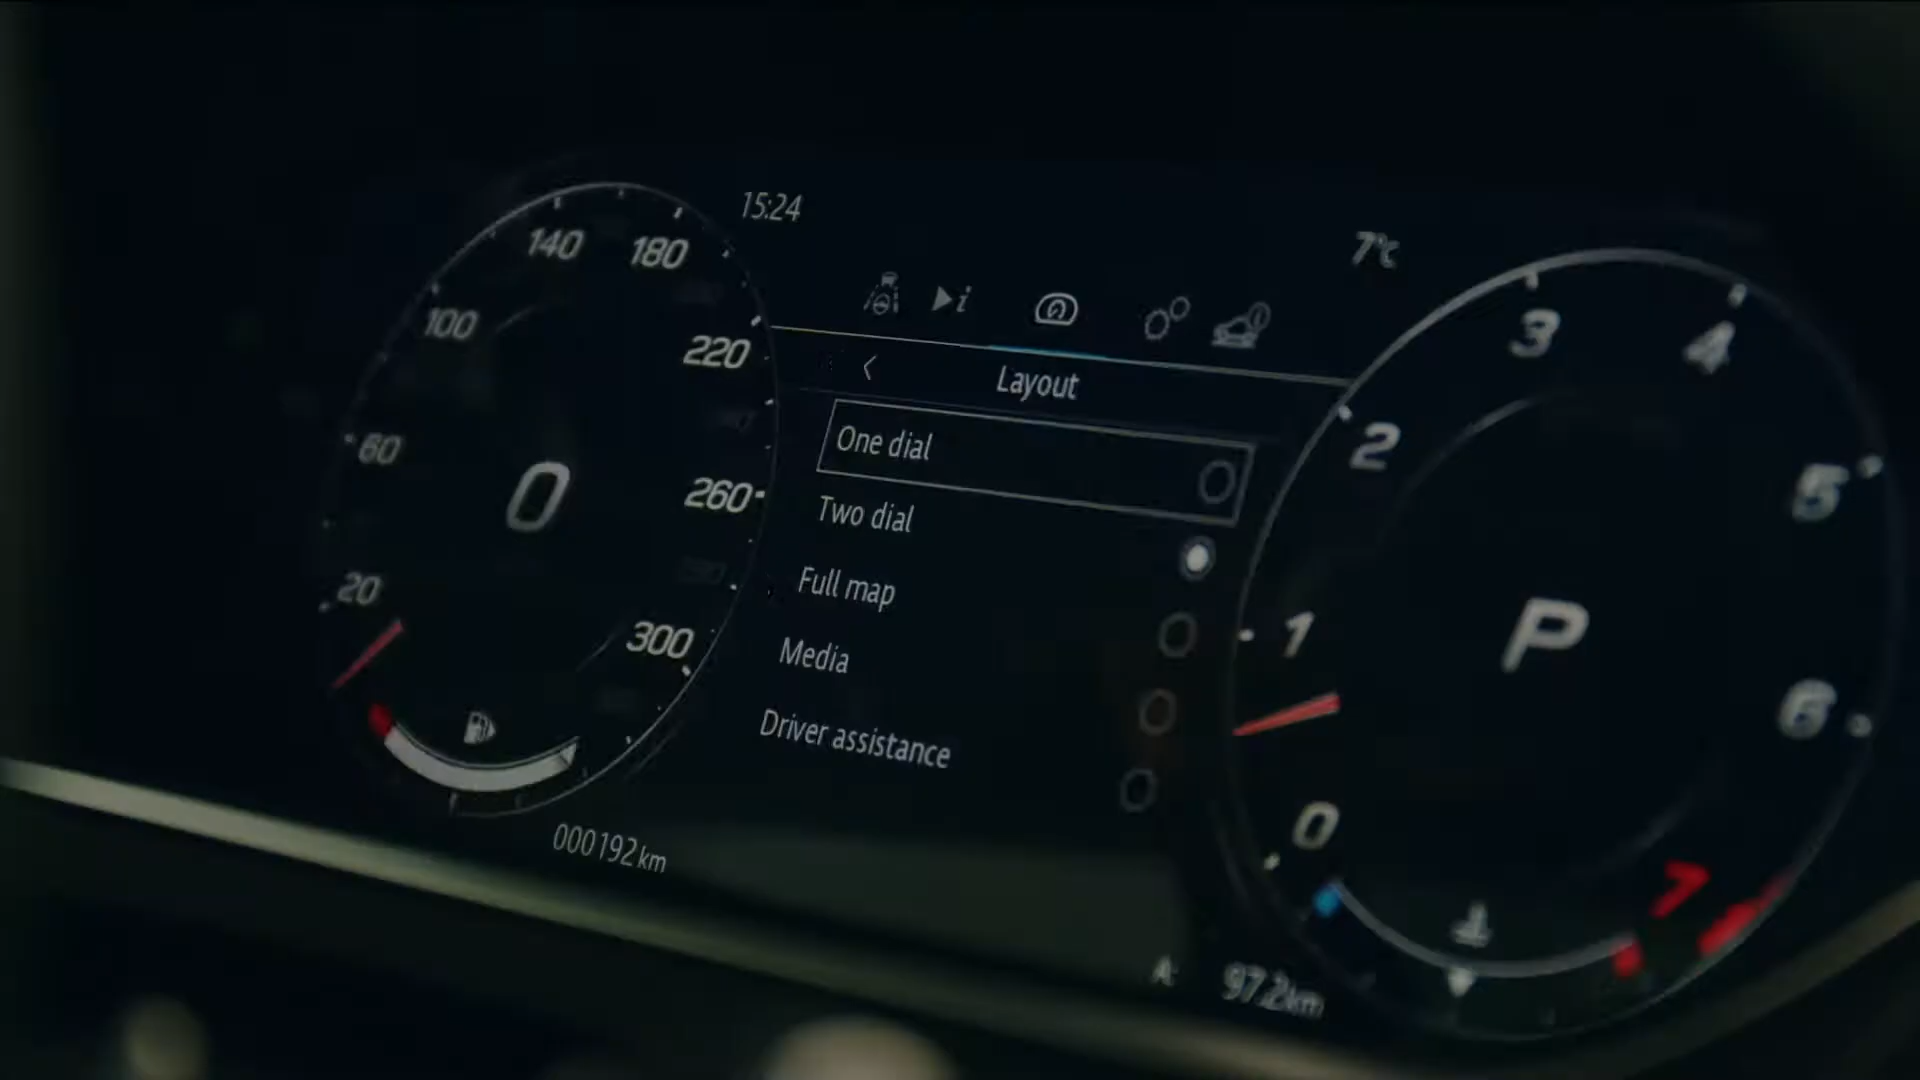 15:24
7°C
Layout
One dial
Two dial
Full map
Media
Driver assistance
20
60
100
140
180
220
260
300
0
000192 km
0
1
2
3
4
5
6
7
P
A:
97.2km